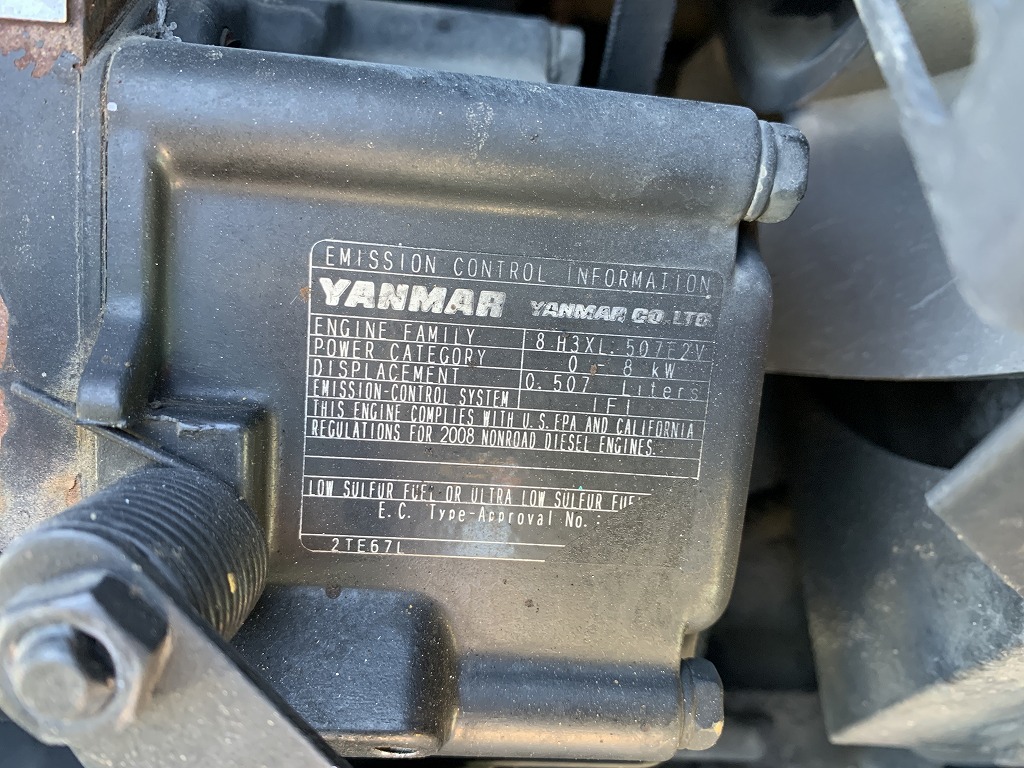 EMISSION CONTROL INFORMATION
YANMAR YANMAR CO.,LTD.
ENGINE FAMILY 8.H3XL.507E2V
POWER CATEGORY 0 - 8 kW
DISPLACEMENT 0.507 Liters
EMISSION-CONTROL SYSTEM IFI
THIS ENGINE COMPLIES WITH U.S.EPA AND CALIFORNIA
REGULATIONS FOR 2008 NONROAD DIESEL ENGINES.
LOW SULFUR FUEL OR ULTRA LOW SULFUR FUEL
E.C. Type-Approval No.:
2TE67L